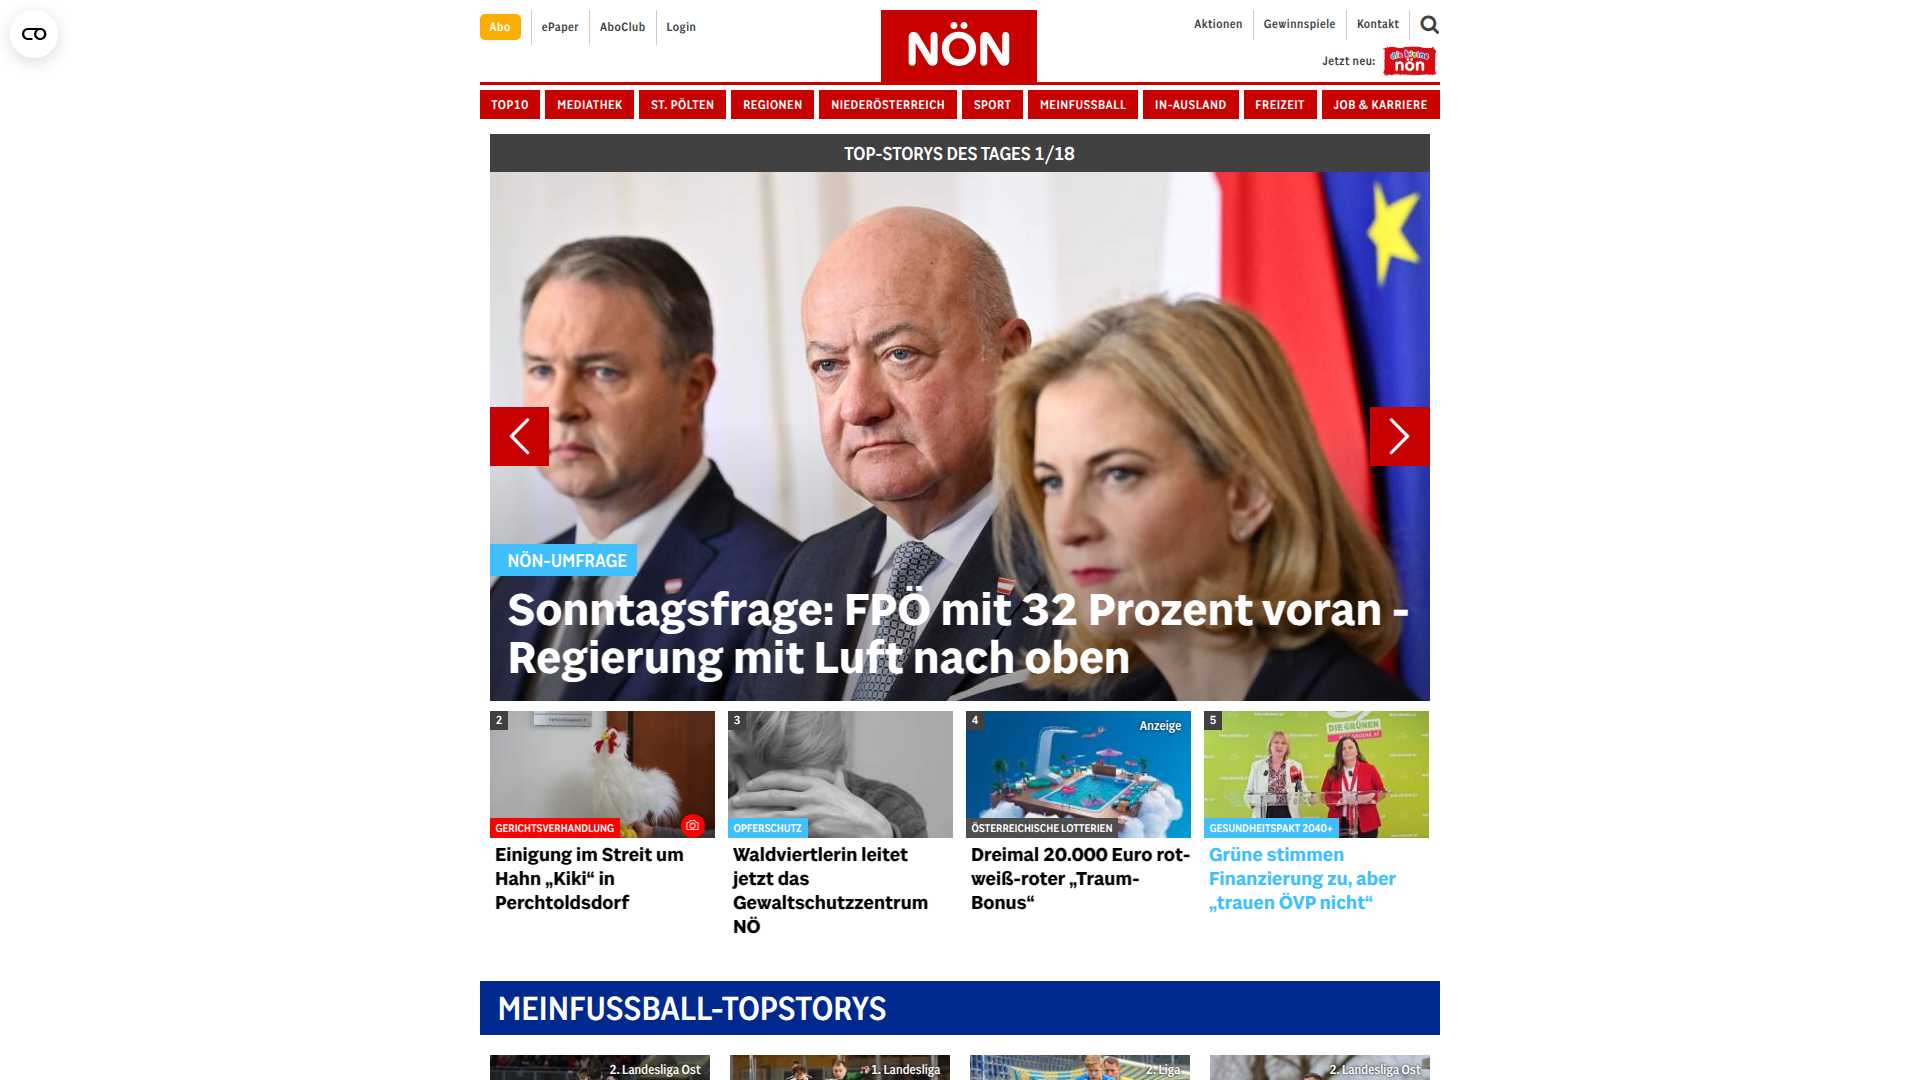 Abo
ePaper
AboClub
Login
NÖN
Aktionen
Gewinnspiele
Kontakt
Jetzt neu:
die kleine
nön
TOP10
MEDIATHEK
ST. PÖLTEN
REGIONEN
NIEDERÖSTERREICH
SPORT
MEINFUSSBALL
IN-AUSLAND
FREIZEIT
JOB & KARRIERE
TOP-STORYS DES TAGES 1/18
NÖN-UMFRAGE
Sonntagsfrage: FPÖ mit 32 Prozent voran -
Regierung mit Luft nach oben
2
GERICHTSVERHANDLUNG
Einigung im Streit um
Hahn „Kiki“ in
Perchtoldsdorf
3
OPFERSCHUTZ
Waldviertlerin leitet
jetzt das
Gewaltschutzzentrum
NÖ
4
Anzeige
ÖSTERREICHISCHE LOTTERIEN
Dreimal 20.000 Euro rot-
weiß-roter „Traum-
Bonus“
5
DIE GRÜNEN
GESUNDHEITSPAKT 2040+
Grüne stimmen
Finanzierung zu, aber
„trauen ÖVP nicht“
MEINFUSSBALL-TOPSTORYS
2. Landesliga Ost
1. Landesliga
2. Liga
2. Landesliga Ost